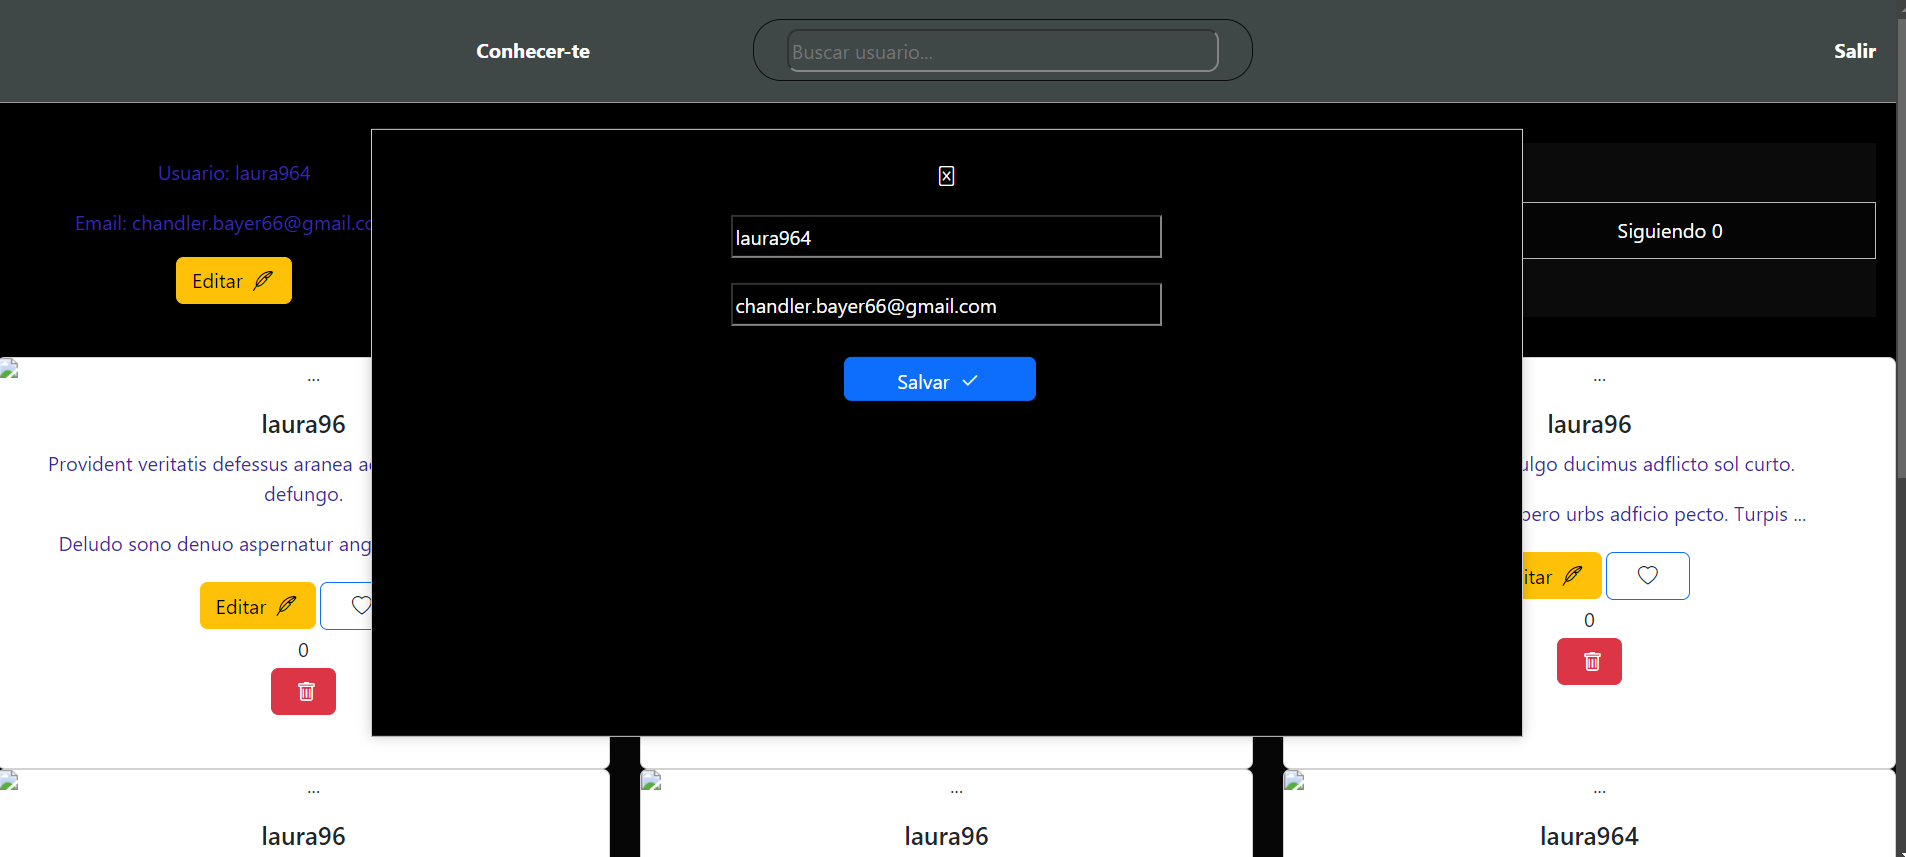 Conhecer-te
Buscar usuario...
Salir
Usuario: laura964
Email: chandler.bayer66@gmail.co
Editar
laura964
chandler.bayer66@gmail.com
Salvar
Siguiendo 0
...
laura96
Provident veritatis defessus aranea
defungo.
Deludo sono denuo aspernatur ang
Editar
0
...
laura96
ulgo ducimus adflicto sol curto.
pero urbs adficio pecto. Turpis ...
itar
0
...
laura96
...
laura96
...
laura964